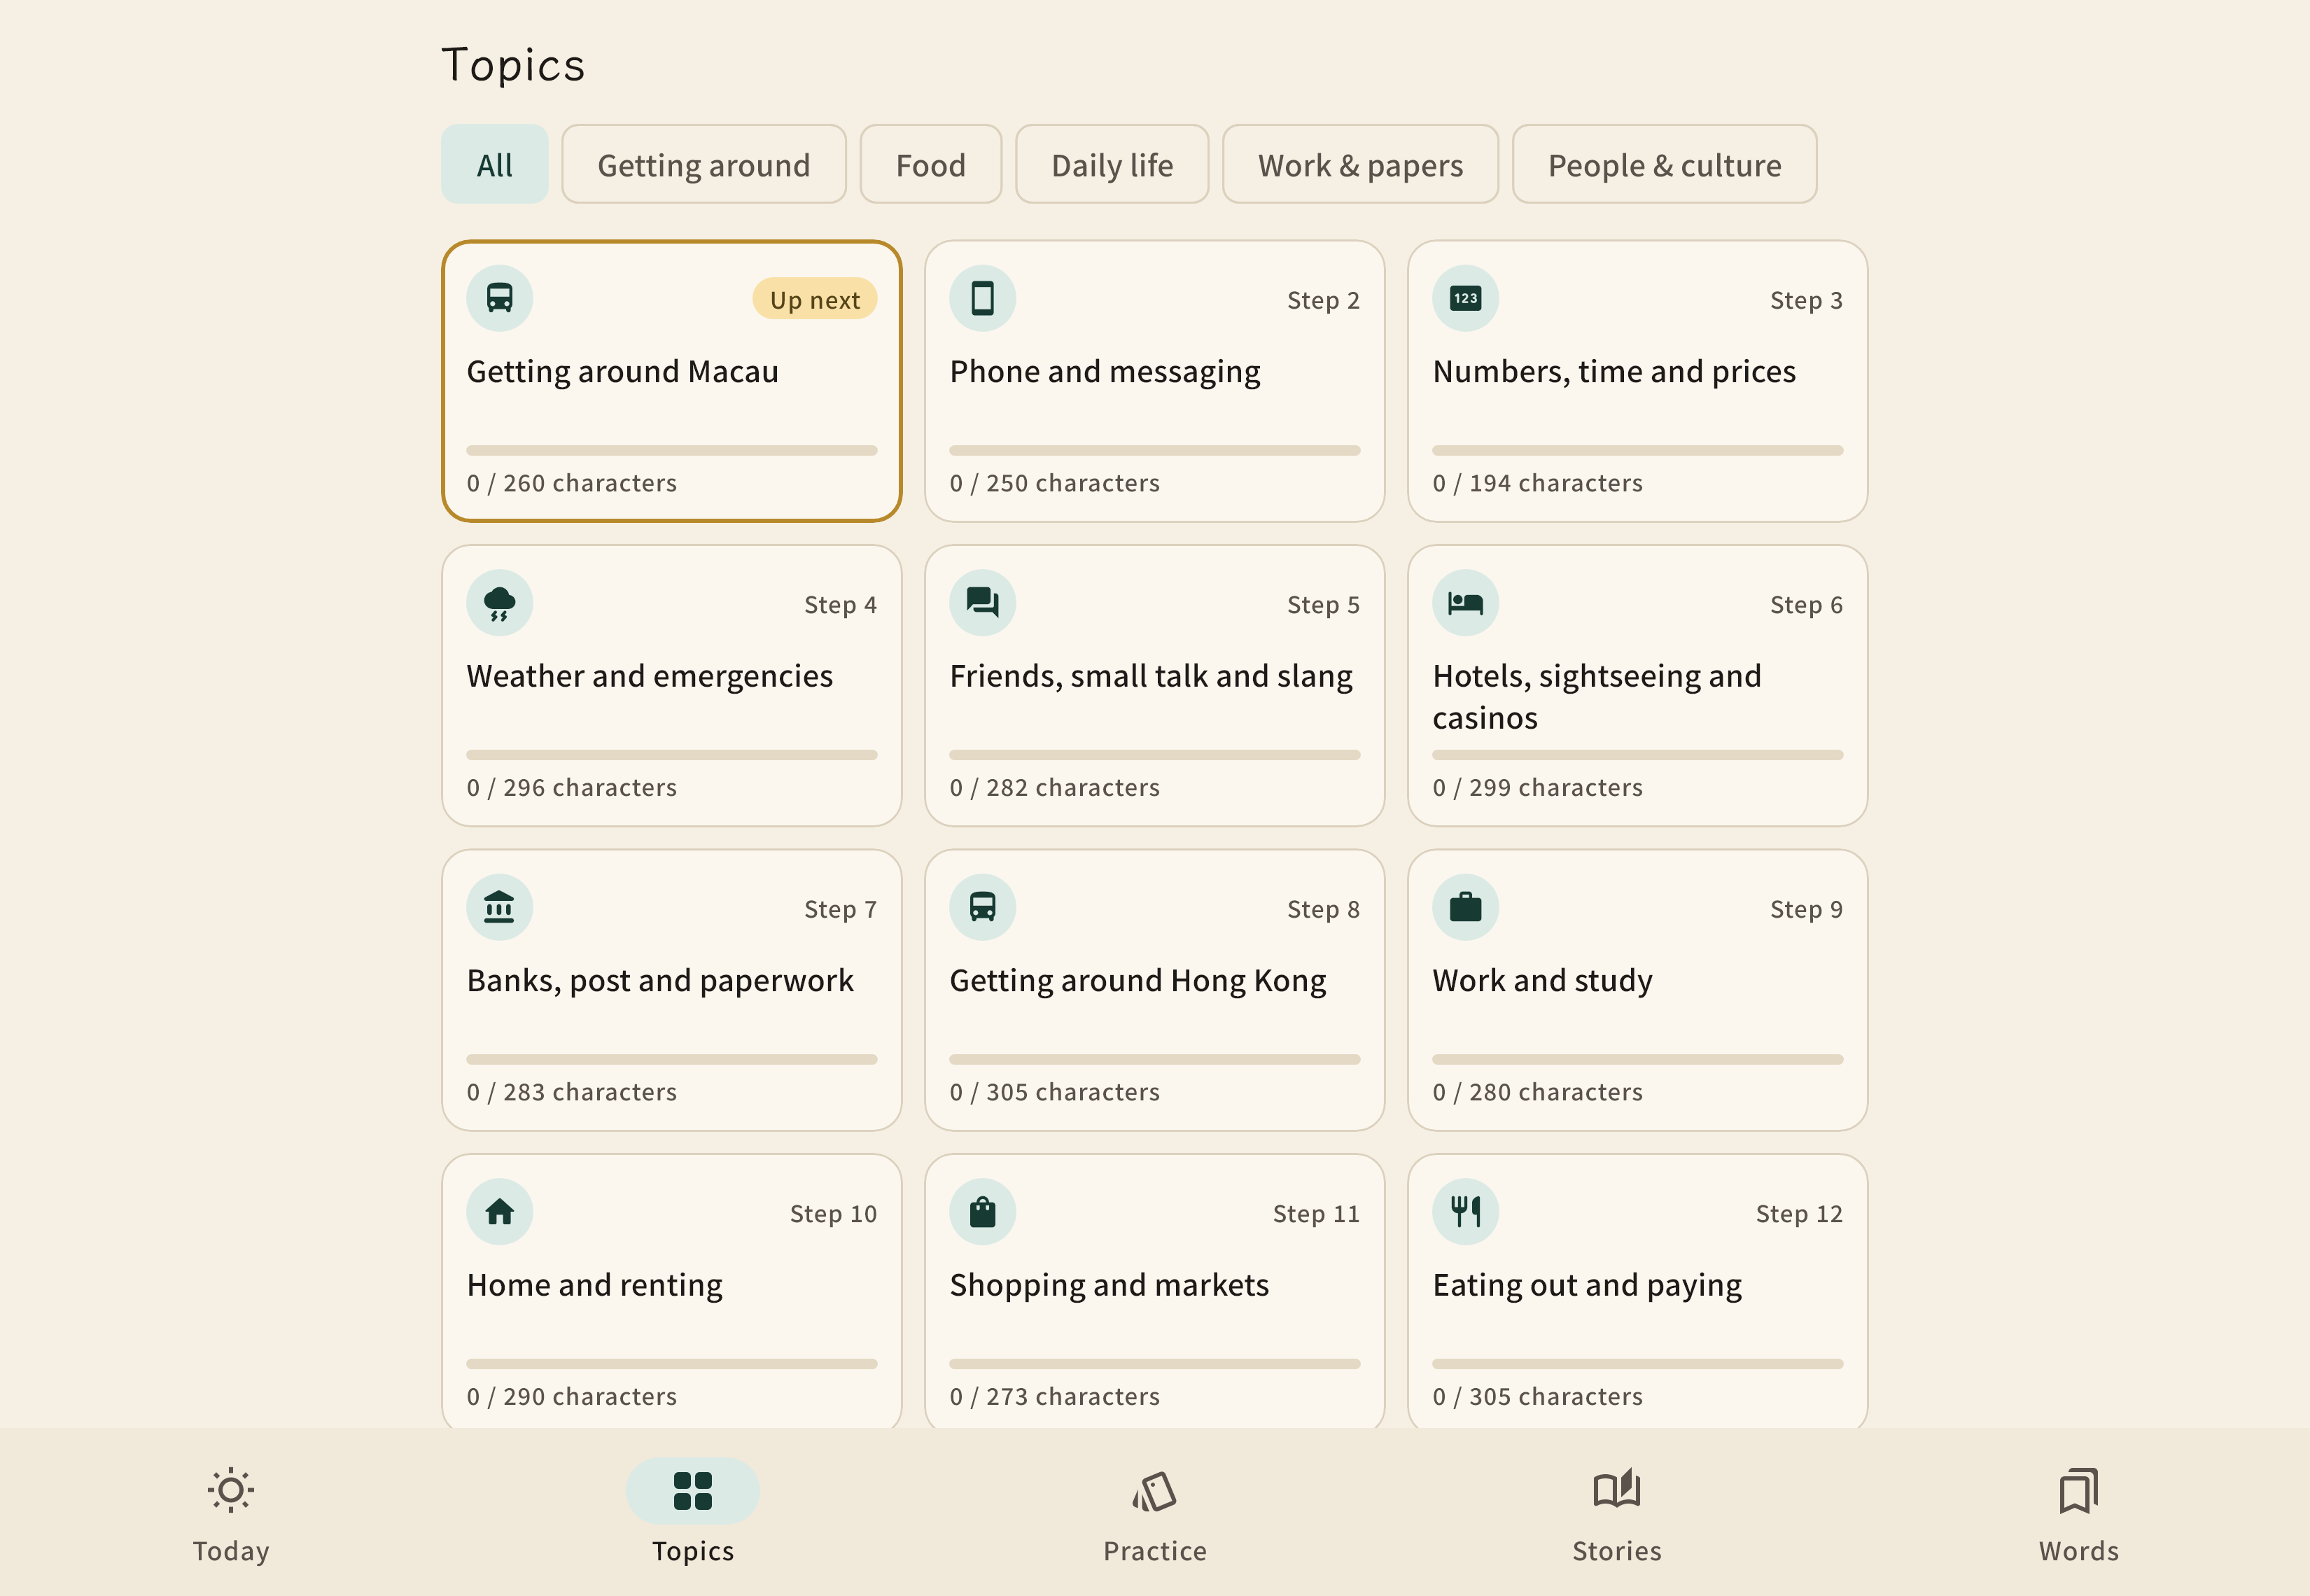 Topics
All
Getting around
Food
Daily life
Work & papers
People & culture
Up next
Getting around Macau
0 / 260 characters
Step 2
Phone and messaging
0 / 250 characters
123
Step 3
Numbers, time and prices
0 / 194 characters
Step 4
Weather and emergencies
0 / 296 characters
Step 5
Friends, small talk and slang
0 / 282 characters
Step 6
Hotels, sightseeing and
casinos
0 / 299 characters
Step 7
Banks, post and paperwork
0 / 283 characters
Step 8
Getting around Hong Kong
0 / 305 characters
Step 9
Work and study
0 / 280 characters
Step 10
Home and renting
0 / 290 characters
Step 11
Shopping and markets
0 / 273 characters
Step 12
Eating out and paying
0 / 305 characters
Today
Topics
Practice
Stories
Words